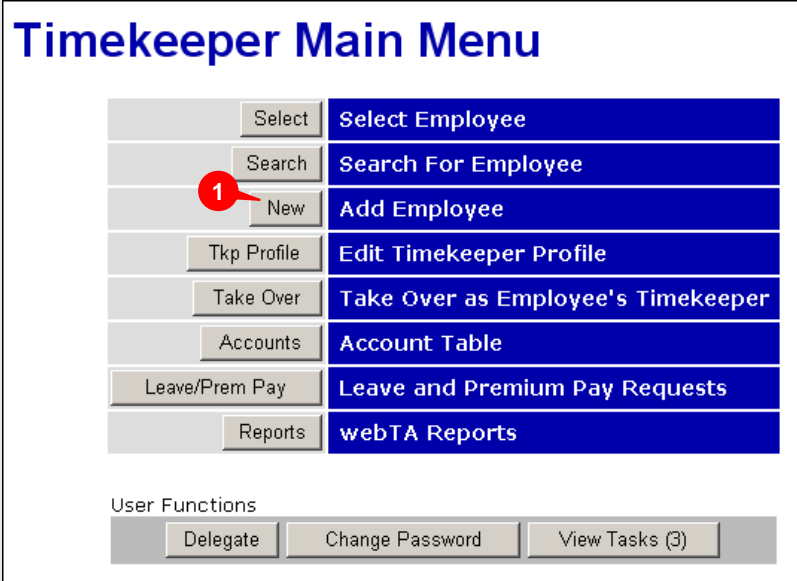 Timekeeper Main Menu
Select Select Employee
Search Search For Employee
1
New Add Employee
Tkp Profile Edit Timekeeper Profile
Take Over Take Over as Employee's Timekeeper
Accounts Account Table
Leave/Prem Pay Leave and Premium Pay Requests
Reports webTA Reports
User Functions
Delegate Change Password View Tasks (3)